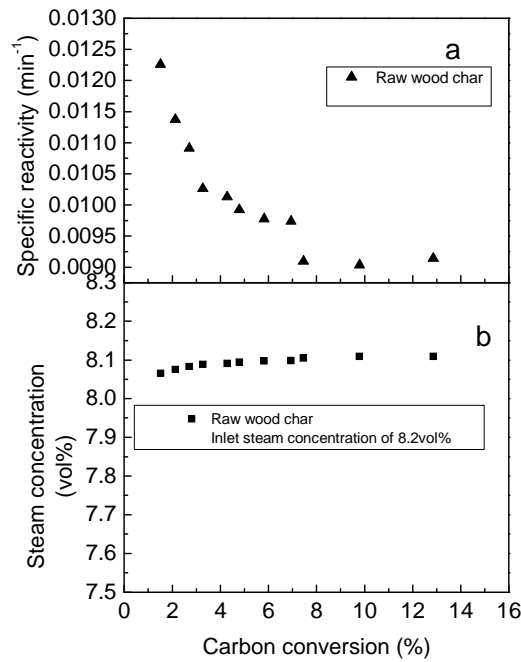 0.0130
0.0125
0.0120
0.0115
0.0110
0.0105
0.0100
0.0095
0.0090
Specific reactivity (min⁻¹)
a
Raw wood char
8.3
8.2
8.1
8.0
7.9
7.8
7.7
7.6
7.5
Steam concentration
(vol%)
b
Raw wood char
Inlet steam concentration of 8.2vol%
0 2 4 6 8 10 12 14 16
Carbon conversion (%)